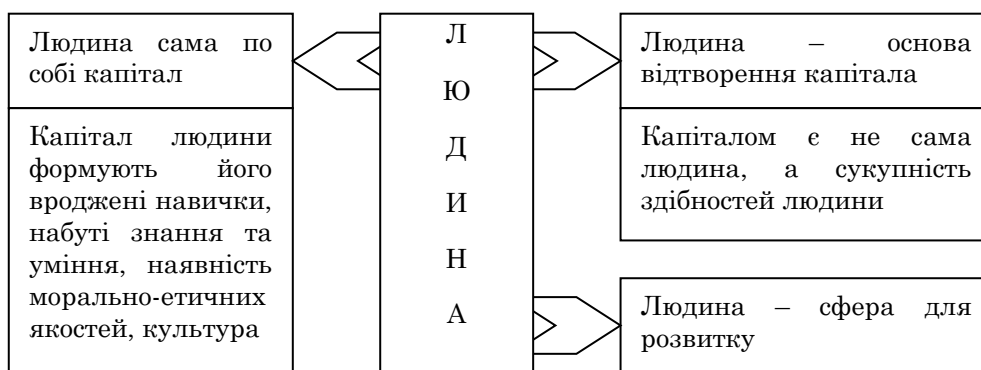 Людина сама по
собі капітал
Капітал людини
формують його
вроджені навички,
набуті знання та
уміння, наявність
морально-етичних
якостей, культура
Л
Ю
Д
И
Н
А
Людина – основа
відтворення капітала
Капіталом є не сама
людина, а сукупність
здібностей людини
Людина – сфера для
розвитку